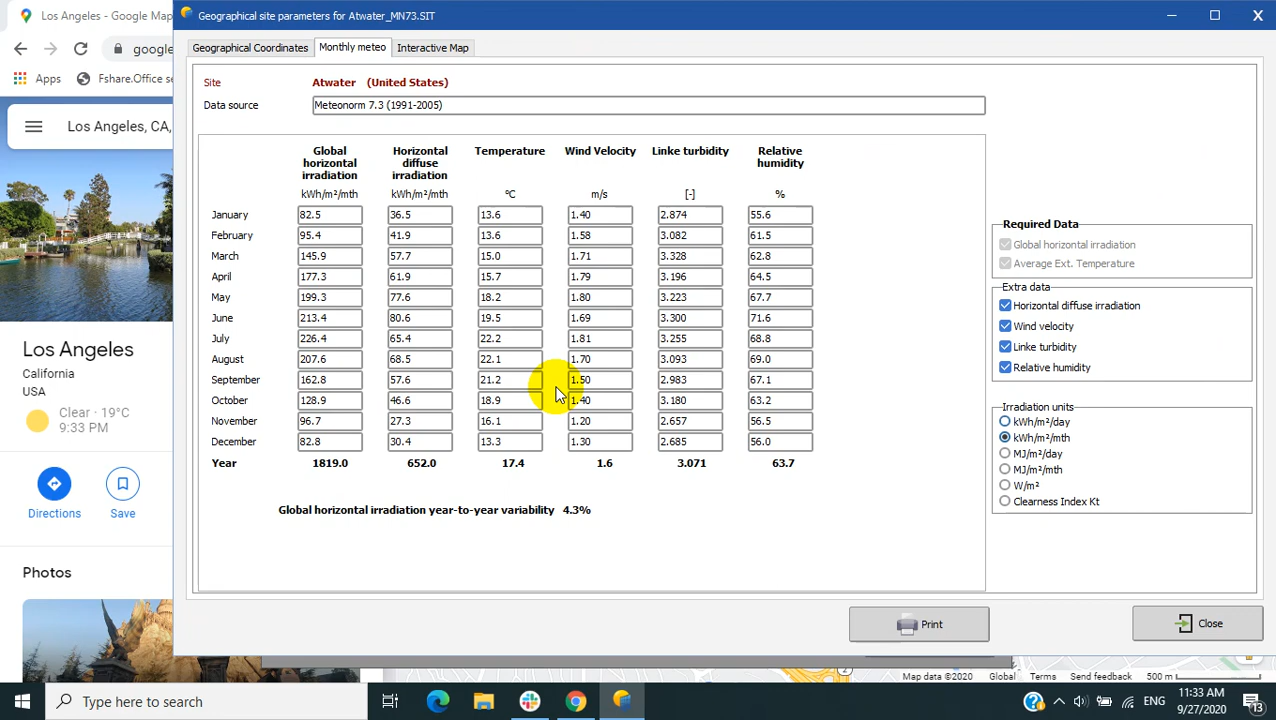 Los Angeles - Google Map
google
Apps
Fshare.Office se
Los Angeles, CA,
Los Angeles
California
USA
Clear · 19°C
9:33 PM
Directions
Save
Photos
Geographical site parameters for Atwater_MN73.SIT
Geographical Coordinates
Monthly meteo
Interactive Map
Site
Atwater (United States)
Data source
Meteonorm 7.3 (1991-2005)
Global horizontal irradiation
Horizontal diffuse irradiation
Temperature
Wind Velocity
Linke turbidity
Relative humidity
kWh/m²/mth kWh/m²/mth °C m/s [-] %
January 82.5 36.5 13.6 1.40 2.874 55.6
February 95.4 41.9 13.6 1.58 3.082 61.5
March 145.9 57.7 15.0 1.71 3.328 62.8
April 177.3 61.9 15.7 1.79 3.196 64.5
May 199.3 77.6 18.2 1.80 3.223 67.7
June 213.4 80.6 19.5 1.69 3.300 71.6
July 226.4 65.4 22.2 1.81 3.255 68.8
August 207.6 68.5 22.1 1.70 3.093 69.0
September 162.8 57.6 21.2 1.50 2.983 67.1
October 128.9 46.6 18.9 1.40 3.180 63.2
November 96.7 27.3 16.1 1.20 2.657 56.5
December 82.8 30.4 13.3 1.30 2.685 56.0
Year 1819.0 652.0 17.4 1.6 3.071 63.7
Global horizontal irradiation year-to-year variability 4.3%
Required Data
Global horizontal irradiation
Average Ext. Temperature
Extra data
Horizontal diffuse irradiation
Wind velocity
Linke turbidity
Relative humidity
Irradiation units
kWh/m²/day
kWh/m²/mth
MJ/m²/day
MJ/m²/mth
W/m²
Clearness Index Kt
Print
Close
Map data ©2020 Global Terms Send feedback 500 m
Type here to search
ENG
11:33 AM
9/27/2020
13